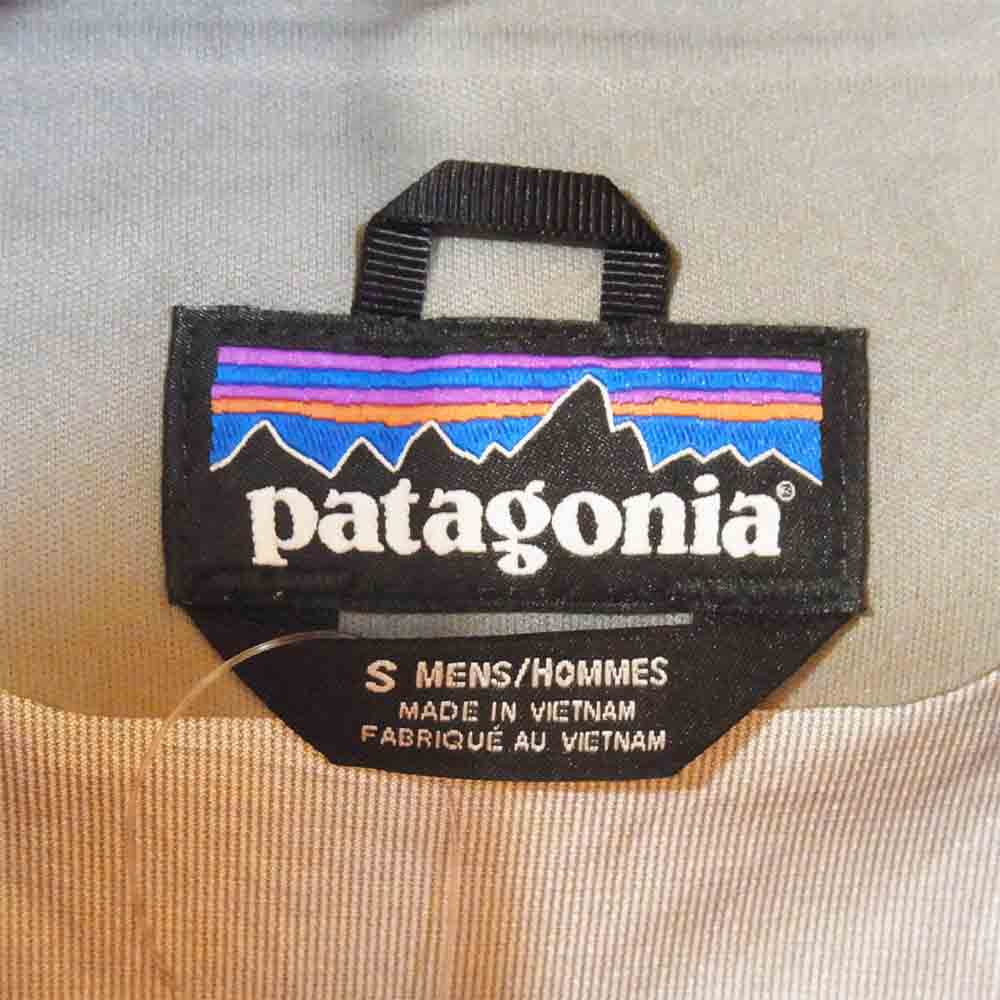 patagonia®
S MENS/HOMMES
MADE IN VIETNAM
FABRIQUÉ AU VIETNAM